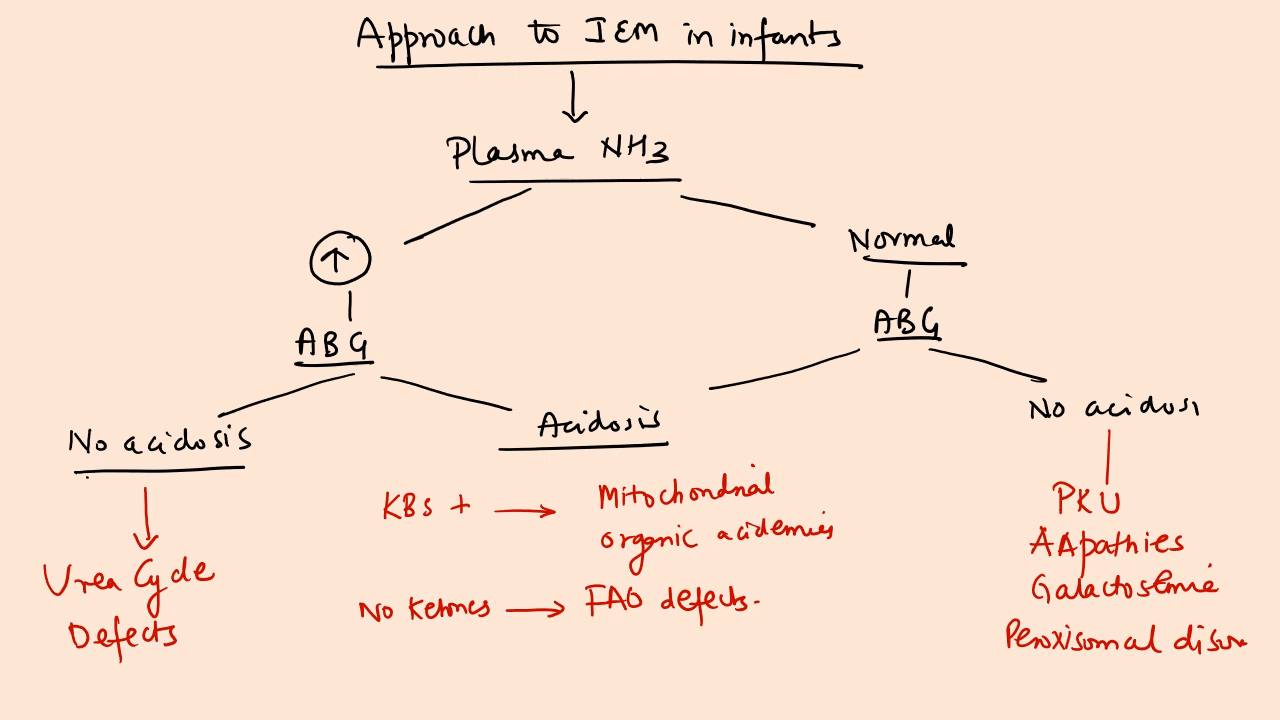 Approach to IEM in infants
Plasma NH3
↑
Normal
ABG
ABG
No acidosis
Acidosis
No acidosi
KBs + → Mitochondrial
organic acidemies
No Ketones → FAO defects.
Urea Cycle
Defects
PKU
AApathies
Galactosemia
Peroxisomal disor